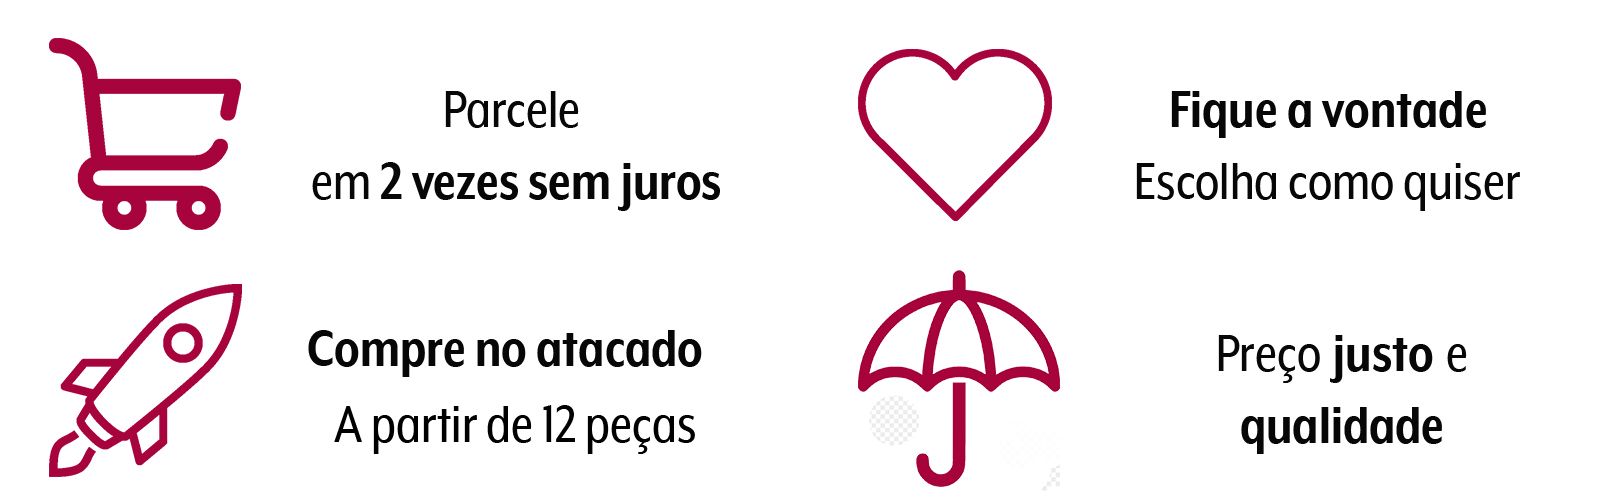 Parcele
em 2 vezes sem juros
Fique a vontade
Escolha como quiser
Compre no atacado
A partir de 12 peças
Preço justo e
qualidade